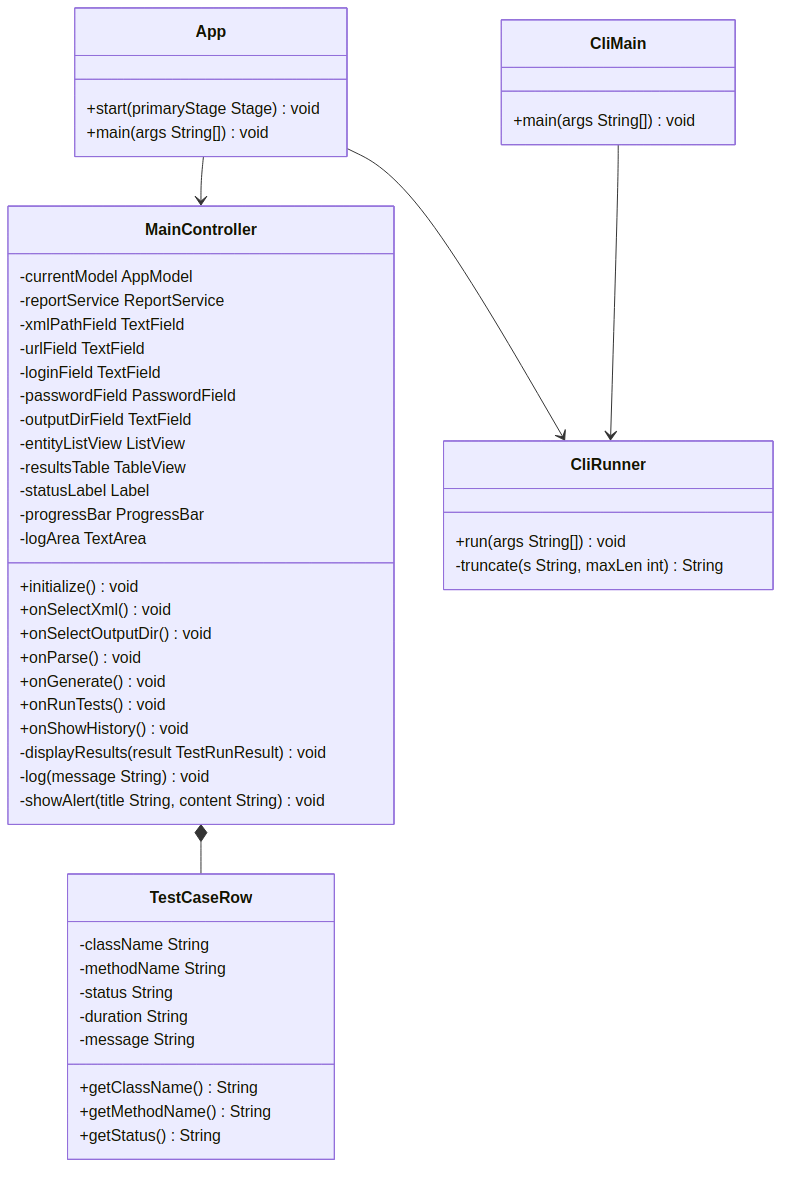 App
+start(primaryStage Stage) : void
+main(args String[]) : void
CliMain
+main(args String[]) : void
MainController
-currentModel AppModel
-reportService ReportService
-xmlPathField TextField
-urlField TextField
-loginField TextField
-passwordField PasswordField
-outputDirField TextField
-entityListView ListView
-resultsTable TableView
-statusLabel Label
-progressBar ProgressBar
-logArea TextArea
+initialize() : void
+onSelectXml() : void
+onSelectOutputDir() : void
+onParse() : void
+onGenerate() : void
+onRunTests() : void
+onShowHistory() : void
-displayResults(result TestRunResult) : void
-log(message String) : void
-showAlert(title String, content String) : void
CliRunner
+run(args String[]) : void
-truncate(s String, maxLen int) : String
TestCaseRow
-className String
-methodName String
-status String
-duration String
-message String
+getClassName() : String
+getMethodName() : String
+getStatus() : String